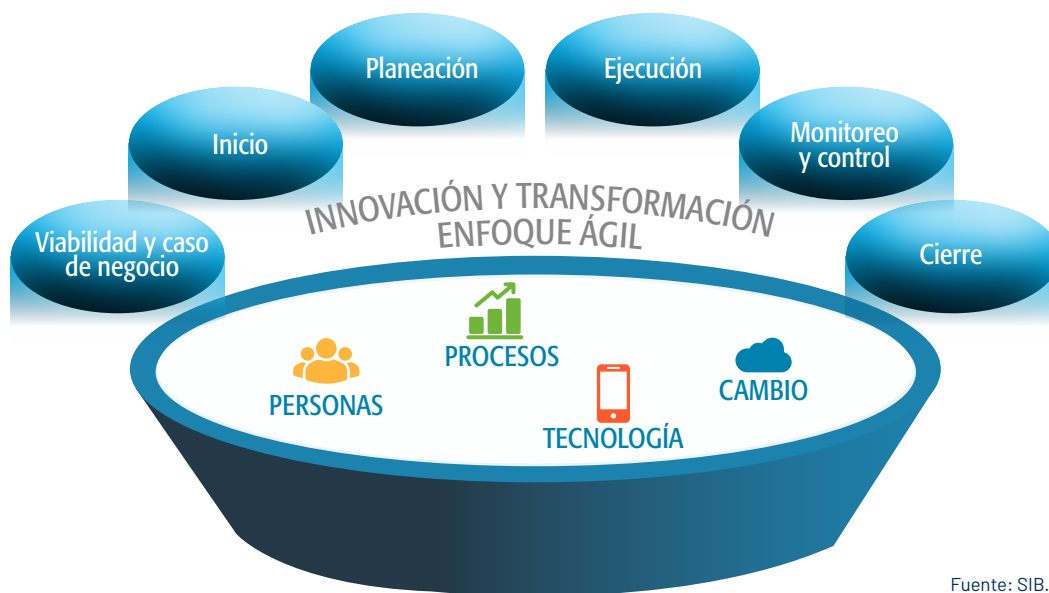 Planeación
Ejecución
Inicio
Monitoreo
y control
Viabilidad y caso
de negocio
Cierre
INNOVACIÓN Y TRANSFORMACIÓN
ENFOQUE ÁGIL
PERSONAS
PROCESOS
TECNOLOGÍA
CAMBIO
Fuente: SIB.